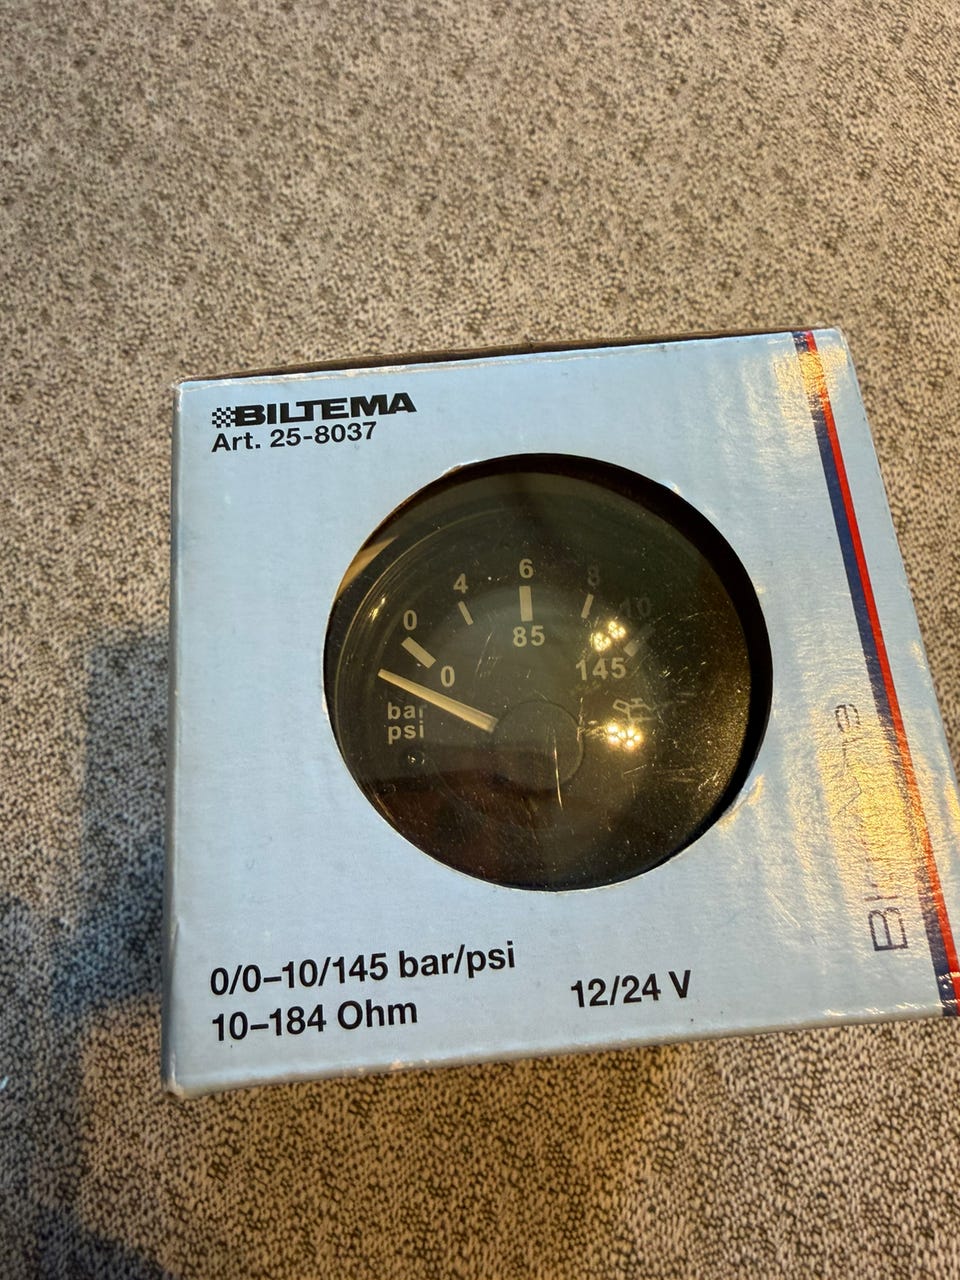 BILTEMA
Art. 25-8037
0 4 6 8 10
0 85 145
bar
psi
0/0–10/145 bar/psi
10–184 Ohm
12/24 V